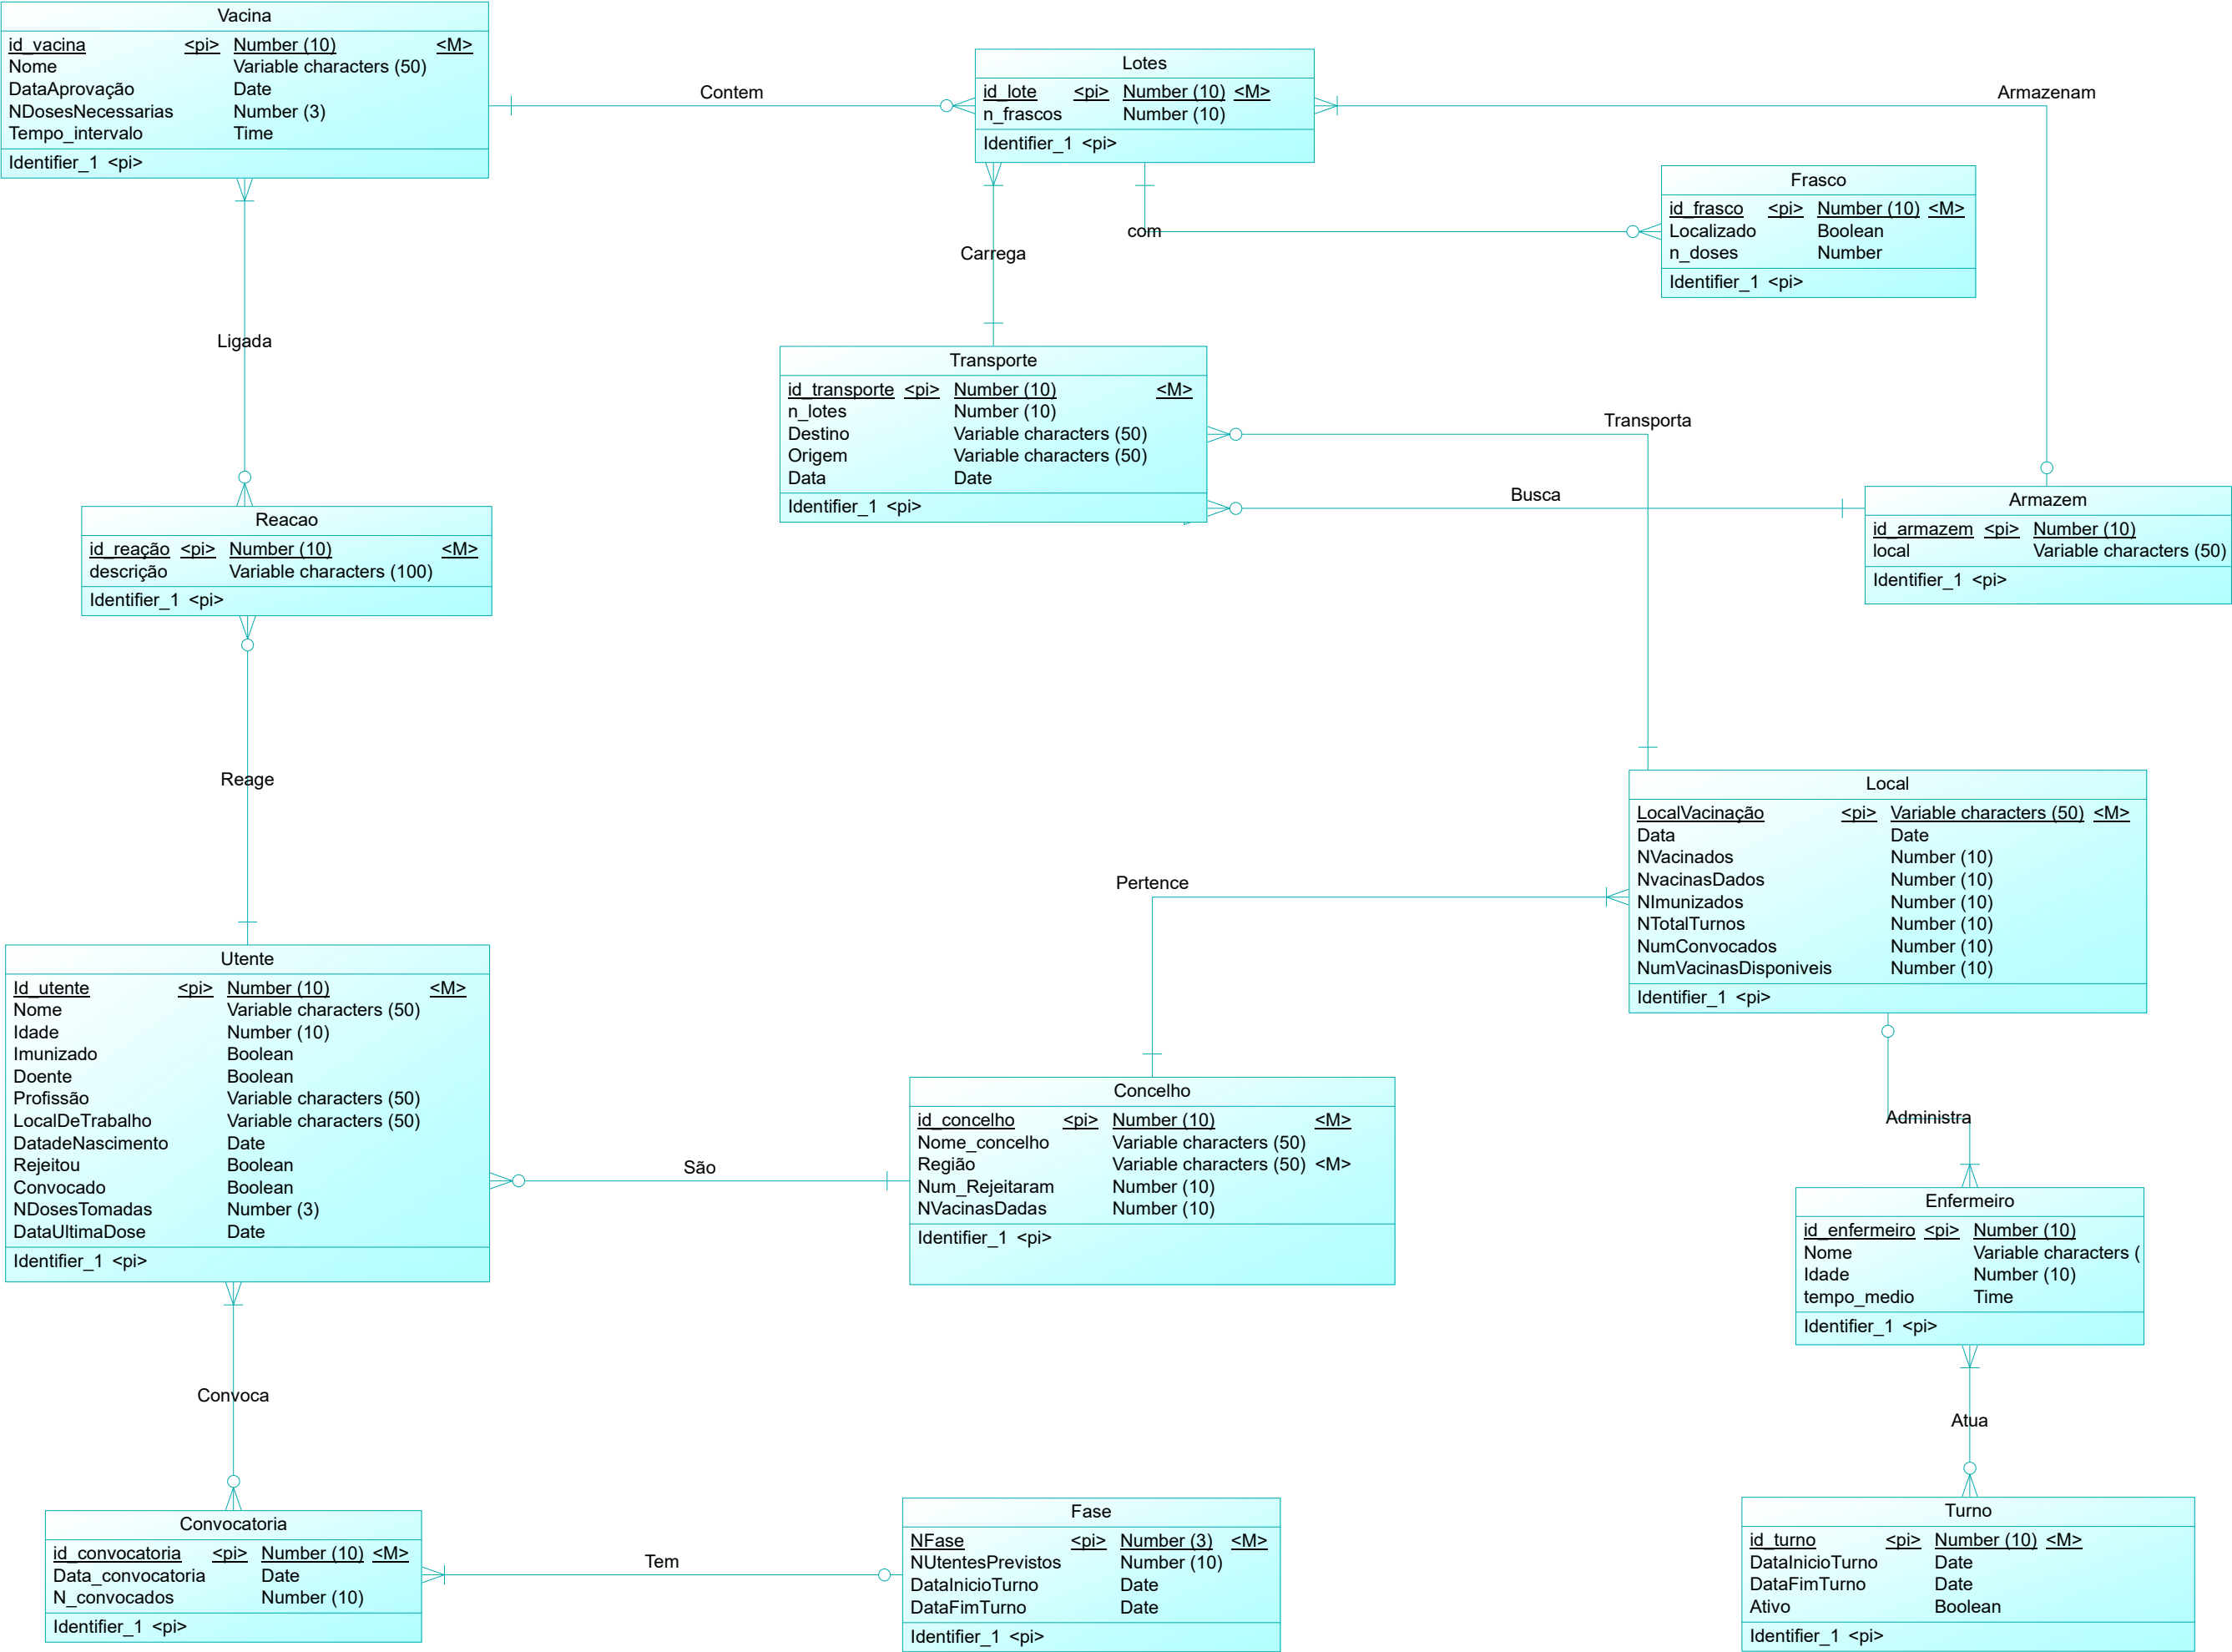 Vacina
id_vacina <pi> Number (10) <M>
Nome Variable characters (50)
DataAprovação Date
NDosesNecessarias Number (3)
Tempo_intervalo Time
Identifier_1 <pi>
Contem
Lotes
id_lote <pi> Number (10) <M>
n_frascos Number (10)
Identifier_1 <pi>
Armazenam
Frasco
id_frasco <pi> Number (10) <M>
Localizado Boolean
n_doses Number
Identifier_1 <pi>
com
Carrega
Ligada
Transporte
id_transporte <pi> Number (10) <M>
n_lotes Number (10)
Destino Variable characters (50)
Origem Variable characters (50)
Data Date
Identifier_1 <pi>
Transporta
Busca
Armazem
id_armazem <pi> Number (10)
local Variable characters (50)
Identifier_1 <pi>
Reacao
id_reação <pi> Number (10) <M>
descrição Variable characters (100)
Identifier_1 <pi>
Reage
Local
LocalVacinação <pi> Variable characters (50) <M>
Data Date
NVacinados Number (10)
NvacinasDados Number (10)
NImunizados Number (10)
NTotalTurnos Number (10)
NumConvocados Number (10)
NumVacinasDisponiveis Number (10)
Identifier_1 <pi>
Pertence
Utente
Id_utente <pi> Number (10) <M>
Nome Variable characters (50)
Idade Number (10)
Imunizado Boolean
Doente Boolean
Profissão Variable characters (50)
LocalDeTrabalho Variable characters (50)
DatadeNascimento Date
Rejeitou Boolean
Convocado Boolean
NDosesTomadas Number (3)
DataUltimaDose Date
Identifier_1 <pi>
São
Concelho
id_concelho <pi> Number (10) <M>
Nome_concelho Variable characters (50)
Região Variable characters (50) <M>
Num_Rejeitaram Number (10)
NVacinasDadas Number (10)
Identifier_1 <pi>
Administra
Enfermeiro
id_enfermeiro <pi> Number (10)
Nome Variable characters (
Idade Number (10)
tempo_medio Time
Identifier_1 <pi>
Convoca
Atua
Convocatoria
id_convocatoria <pi> Number (10) <M>
Data_convocatoria Date
N_convocados Number (10)
Identifier_1 <pi>
Tem
Fase
NFase <pi> Number (3) <M>
NUtentesPrevistos Number (10)
DataInicioTurno Date
DataFimTurno Date
Identifier_1 <pi>
Turno
id_turno <pi> Number (10) <M>
DataInicioTurno Date
DataFimTurno Date
Ativo Boolean
Identifier_1 <pi>